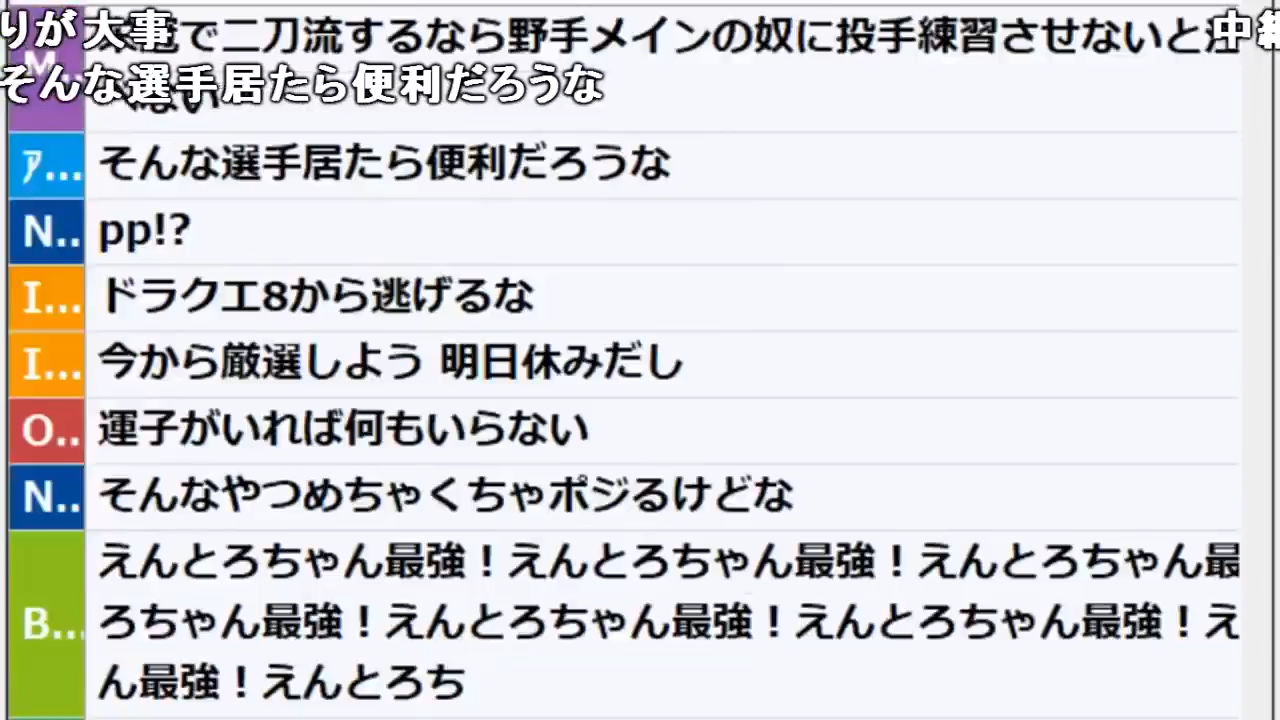 りが大事
で二刀流するなら野手メインの奴に投手練習させないと
中継
そんな選手居たら便利だろうな
ない
ア...
そんな選手居たら便利だろうな
N..
pp!?
I...
ドラクエ8から逃げるな
I...
今から厳選しよう 明日休みだし
O..
運子がいれば何もいらない
N..
そんなやつめちゃくちゃポジるけどな
えんとろちゃん最強！えんとろちゃん最強！えんとろちゃん最
B...
ろちゃん最強！えんとろちゃん最強！えんとろちゃん最強！え
ん最強！えんとろち